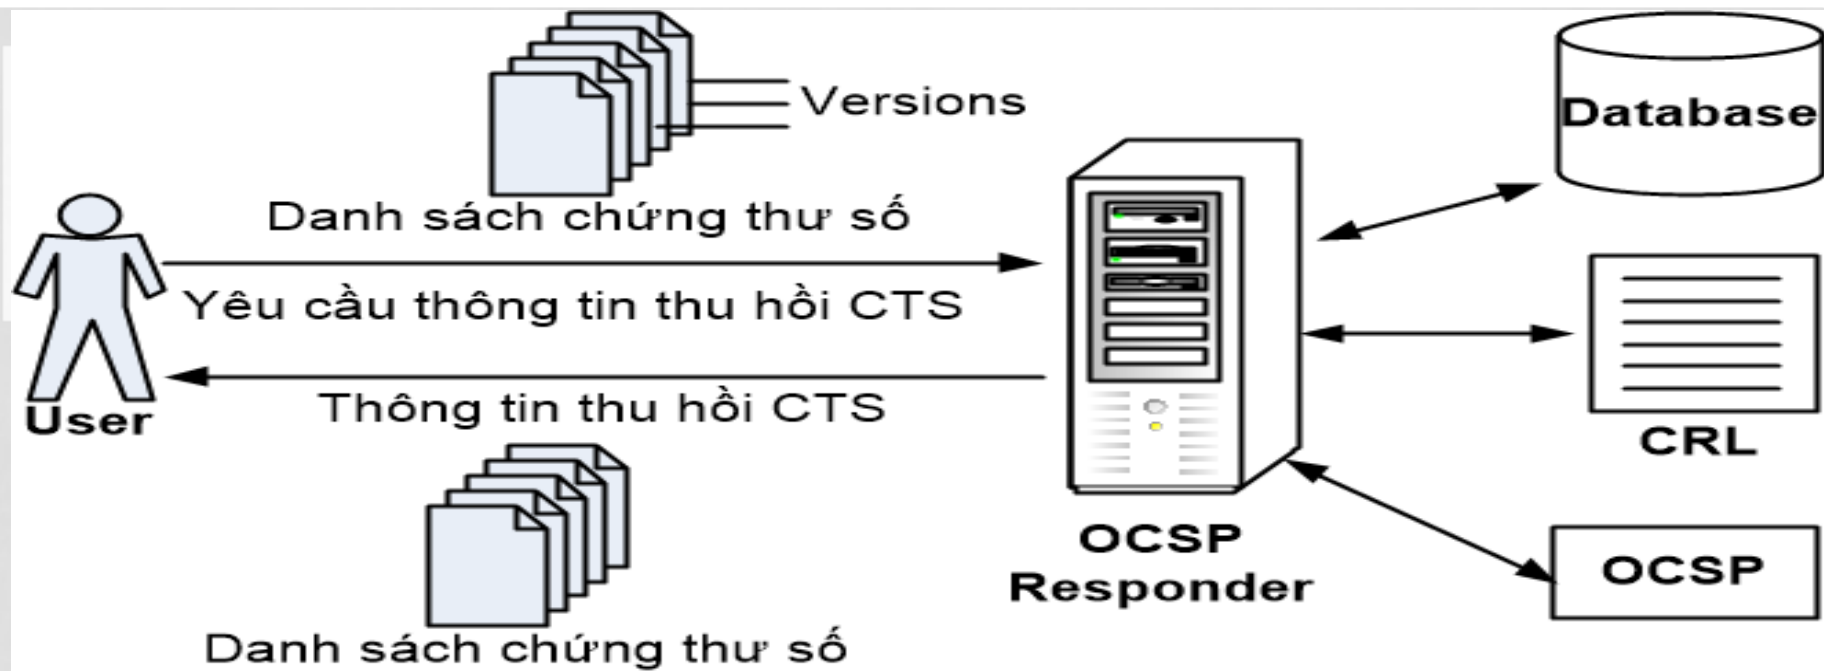 Versions
Database
Danh sách chứng thư số
Yêu cầu thông tin thu hồi CTS
Thông tin thu hồi CTS
User
CRL
OCSP
Responder
OCSP
Danh sách chứng thư số